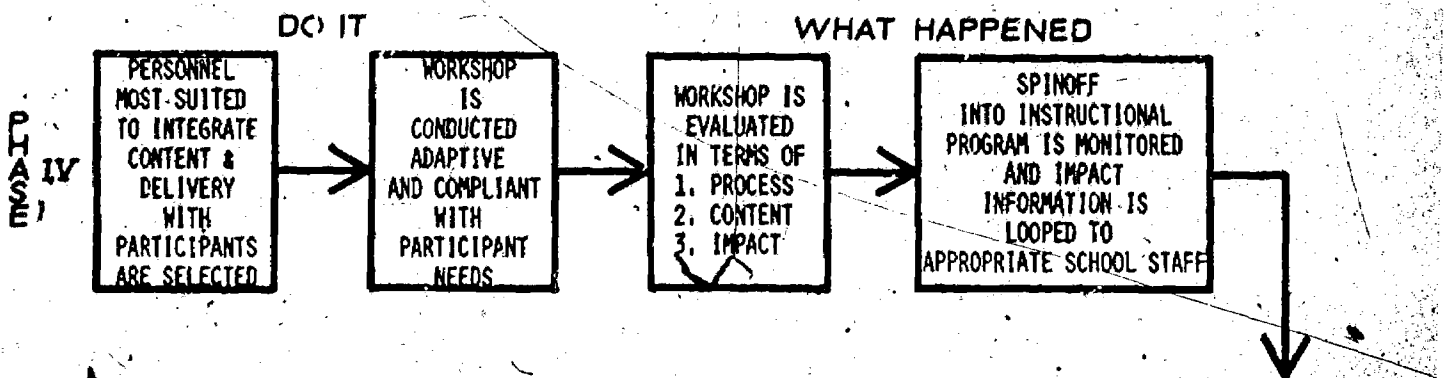 DO IT
WHAT HAPPENED
PHASE IV
PERSONNEL
MOST-SUITED
TO INTEGRATE
CONTENT &
DELIVERY
WITH
PARTICIPANTS
ARE SELECTED
WORKSHOP
IS
CONDUCTED
ADAPTIVE
AND COMPLIANT
WITH
PARTICIPANT
NEEDS
WORKSHOP IS
EVALUATED
IN TERMS OF
1. PROCESS
2. CONTENT
3. IMPACT
SPINOFF
INTO INSTRUCTIONAL
PROGRAM IS MONITORED
AND IMPACT
INFORMATION IS
LOOPED TO
APPROPRIATE SCHOOL STAFF